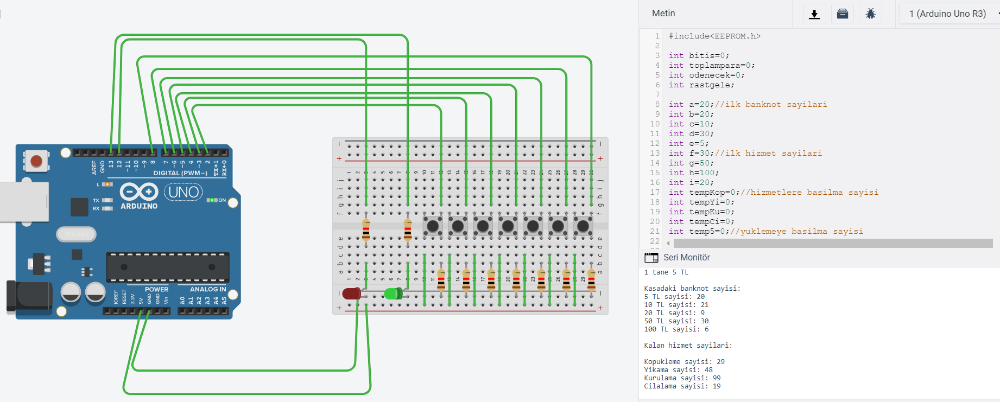 Metin
1 (Arduino Uno R3)
1 #include<EEPROM.h>
2
3 int bitis=0;
4 int toplampara=0;
5 int odenecek=0;
6 int rastgele;
7
8 int a=20;//ilk banknot sayilari
9 int b=20;
10 int c=10;
11 int d=30;
12 int e=5;
13 int f=30;//ilk hizmet sayilari
14 int g=50;
15 int h=100;
16 int i=20;
17 int tempKop=0;//hizmetlere basilma sayisi
18 int tempYi=0;
19 int tempKu=0;
20 int tempCi=0;
21 int temp5=0;//yuklemeye basilma sayisi
22
Seri Monitör
1 tane 5 TL
Kasadaki banknot sayisi:
5 TL sayisi: 20
10 TL sayisi: 21
20 TL sayisi: 9
50 TL sayisi: 30
100 TL sayisi: 6
Kalan hizmet sayilari:
Kopukleme sayisi: 29
Yikama sayisi: 48
Kurulama sayisi: 99
Cilalama sayisi: 19
AREF
GND
13
12
~11
~10
~9
8
7
~6
~5
4
~3
2
TX→1
RX←0
DIGITAL (PWM~)
L
TX
RX
ARDUINO
UNO
ON
POWER
ANALOG IN
IOREF
RESET
3.3V
5V
GND
GND
Vin
A0
A1
A2
A3
A4
A5